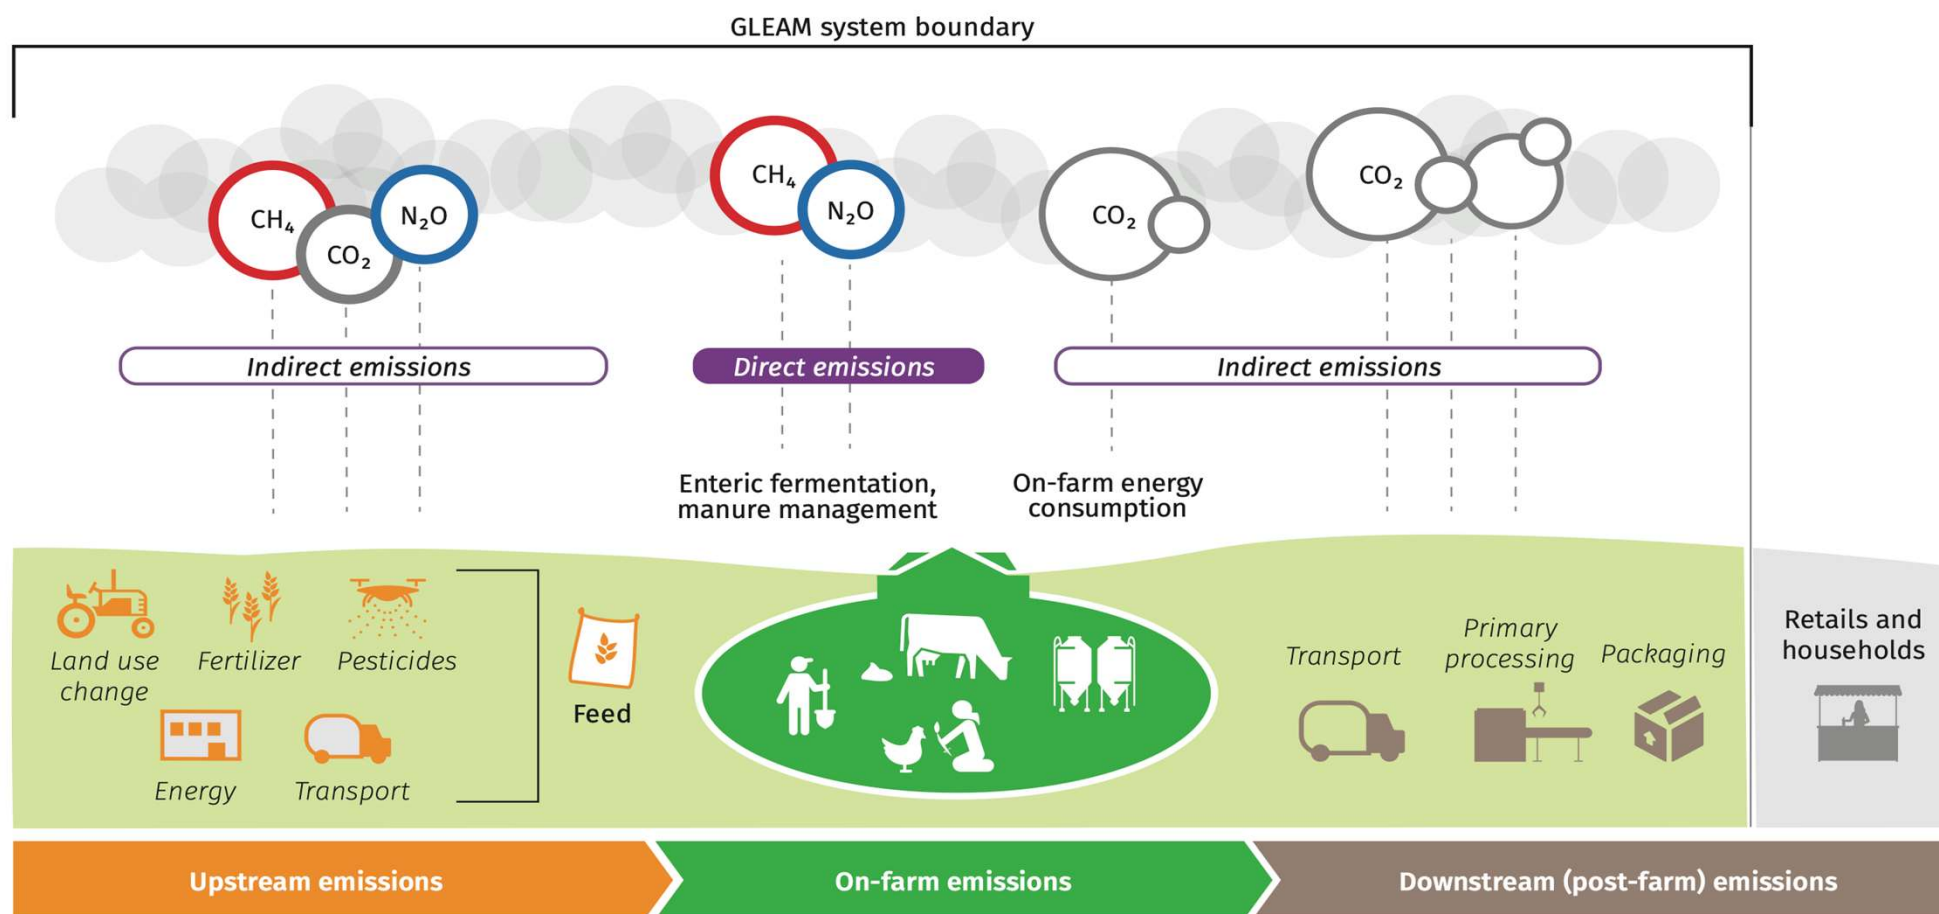 GLEAM system boundary
CH₄
CO₂
N₂O
CH₄
N₂O
CO₂
CO₂
Indirect emissions
Direct emissions
Indirect emissions
Enteric fermentation,
manure management
On-farm energy
consumption
Land use
change
Fertilizer
Pesticides
Energy
Transport
Feed
Transport
Primary
processing
Packaging
Retails and
households
Upstream emissions
On-farm emissions
Downstream (post-farm) emissions